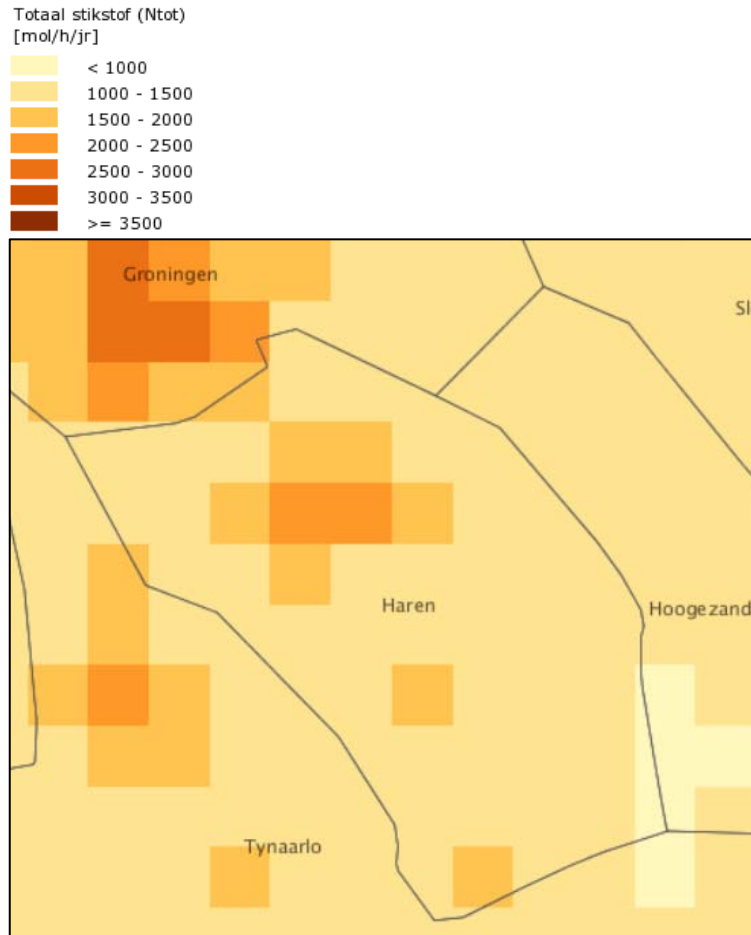 Totaal stikstof (Ntot)
[mol/h/jr]
< 1000
1000 - 1500
1500 - 2000
2000 - 2500
2500 - 3000
3000 - 3500
>= 3500
Groningen
Sl
Haren
Hoogezand
Tynaarlo